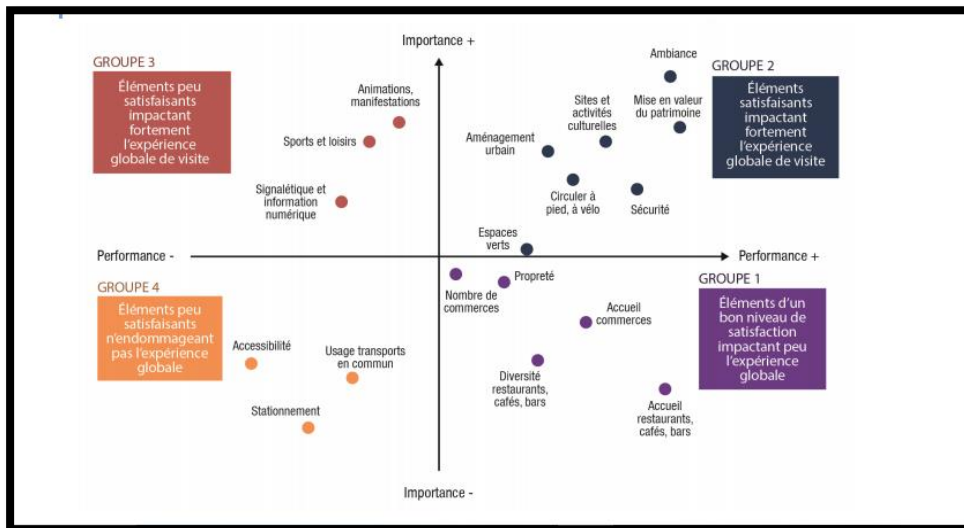 Importance +
GROUPE 3
Éléments peu
satisfaisants
impactant
fortement
l'expérience
globale de visite
Animations,
manifestations
Sports et loisirs
Signalétique et
information
numérique
Ambiance
GROUPE 2
Éléments
satisfaisants
impactant
fortement
l'expérience
globale de visite
Sites et
activités
culturelles
Mise en valeur
du patrimoine
Aménagement
urbain
Circuler à
pied, à vélo
Sécurité
Espaces
verts
Performance -
Performance +
GROUPE 4
Éléments peu
satisfaisants
n'endommageant
pas l'expérience
globale
Accessibilité
Usage transports
en commun
Stationnement
Nombre de
commerces
Propreté
Accueil
commerces
Diversité
restaurants,
cafés, bars
Accueil
restaurants,
cafés, bars
GROUPE 1
Éléments d'un
bon niveau de
satisfaction
impactant peu
l'expérience
globale
Importance -